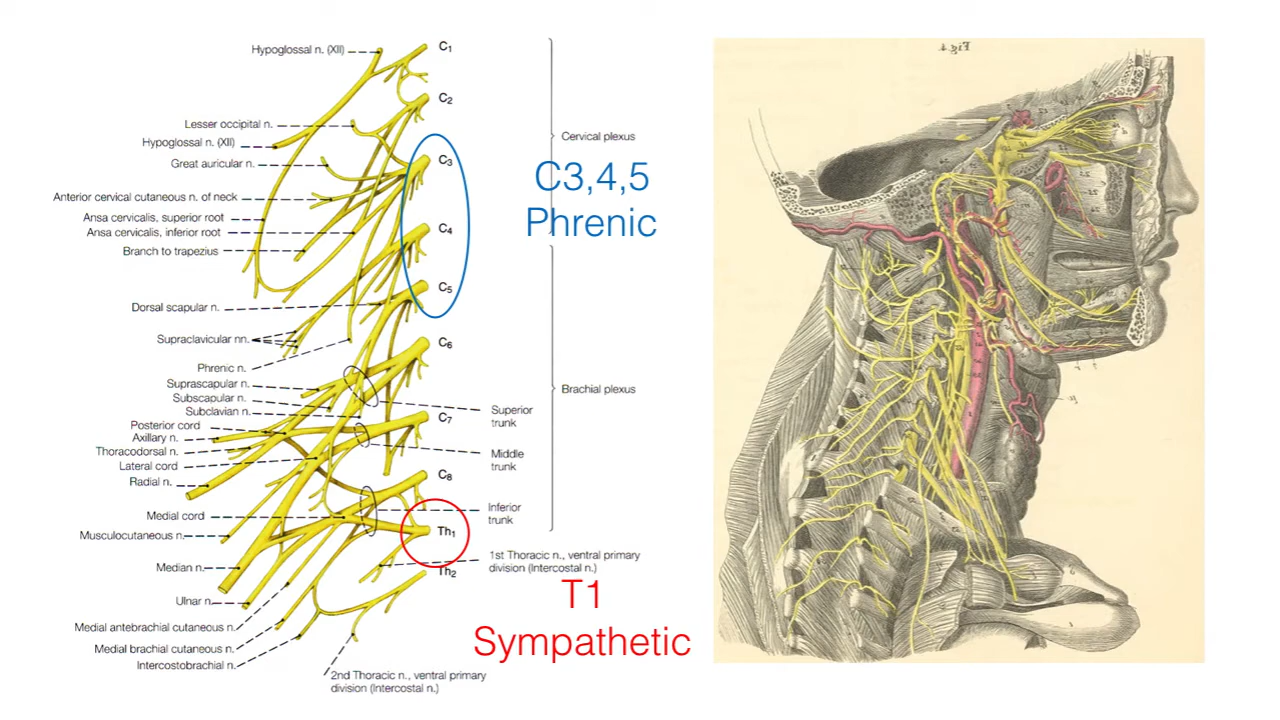 Hypoglossal n. (XII)
C1
C2
Lesser occipital n.
Hypoglossal n. (XII)
Great auricular n.
C3
Anterior cervical cutaneous n. of neck
Ansa cervicalis, superior root
Ansa cervicalis, inferior root
C4
Branch to trapezius
C5
Dorsal scapular n.
Supraclavicular nn.
C6
Phrenic n.
Suprascapular n.
Subscapular n.
Subclavian n.
C7
Posterior cord
Axillary n.
Thoracodorsal n.
Lateral cord
Radial n.
C8
Medial cord
Th1
Musculocutaneous n.
Median n.
Th2
Ulnar n.
Medial antebrachial cutaneous n.
Medial brachial cutaneous n.
Intercostobrachial n.
Cervical plexus
C3,4,5
Phrenic
Brachial plexus
Superior
trunk
Middle
trunk
Inferior
trunk
1st Thoracic n., ventral primary
division (Intercostal n.)
T1
Sympathetic
2nd Thoracic n., ventral primary
division (Intercostal n.)
Fig. 4.